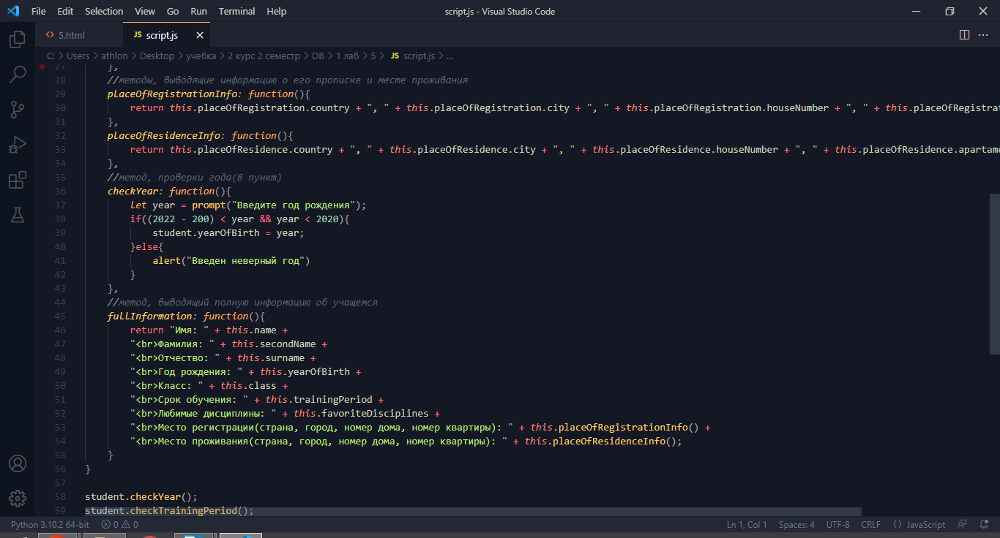 File Edit Selection View Go Run Terminal Help script.js - Visual Studio Code
5.html JS script.js
C: > Users > athlon > Desktop > учебка > 2 курс 2 семестр > DB > 1 лаб > 5 > JS script.js > ...
27 },
28 //методы, выводящие информацию о его прописке и месте проживания
29 placeOfRegistrationInfo: function(){
30 return this.placeOfRegistration.country + ", " + this.placeOfRegistration.city + ", " + this.placeOfRegistration.houseNumber + ", " + this.placeOfRegistrat
31 },
32 placeOfResidenceInfo: function(){
33 return this.placeOfResidence.country + ", " + this.placeOfResidence.city + ", " + this.placeOfResidence.houseNumber + ", " + this.placeOfResidence.apartame
34 },
35 //метод, проверки года(8 пункт)
36 checkYear: function(){
37 let year = prompt("Введите год рождения");
38 if((2022 - 200) < year && year < 2020){
39 student.yearOfBirth = year;
40 }else{
41 alert("Введен неверный год")
42 }
43 },
44 //метод, выводящий полную информацию об учащемся
45 fullInformation: function(){
46 return "Имя: " + this.name +
47 "<br>Фамилия: " + this.secondName +
48 "<br>Отчество: " + this.surname +
49 "<br>Год рождения: " + this.yearOfBirth +
50 "<br>Класс: " + this.class +
51 "<br>Срок обучения: " + this.trainingPeriod +
52 "<br>Любимые дисциплины: " + this.favoriteDisciplines +
53 "<br>Место регистрации(страна, город, номер дома, номер квартиры): " + this.placeOfRegistrationInfo() +
54 "<br>Место проживания(страна, город, номер дома, номер квартиры): " + this.placeOfResidenceInfo();
55 }
56 }
57
58 student.checkYear();
59 student.checkTrainingPeriod();
Python 3.10.2 64-bit 0 0 Ln 1, Col 1 Spaces: 4 UTF-8 CRLF {} JavaScript